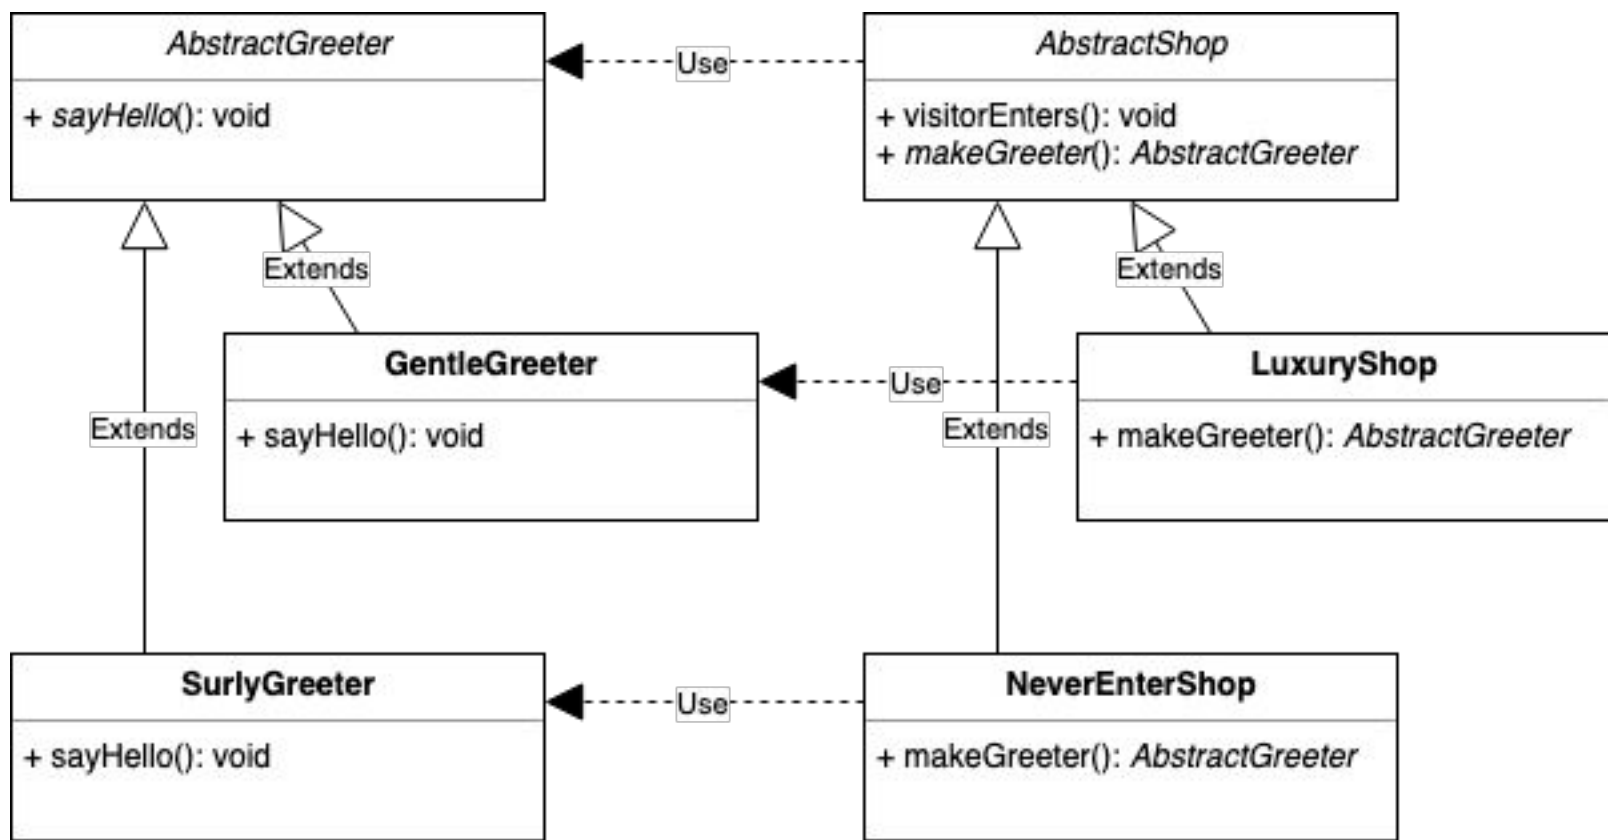 AbstractGreeter
+ sayHello(): void
Use
AbstractShop
+ visitorEnters(): void
+ makeGreeter(): AbstractGreeter
Extends
Extends
GentleGreeter
+ sayHello(): void
Use
LuxuryShop
+ makeGreeter(): AbstractGreeter
Extends
Extends
SurlyGreeter
+ sayHello(): void
Use
NeverEnterShop
+ makeGreeter(): AbstractGreeter